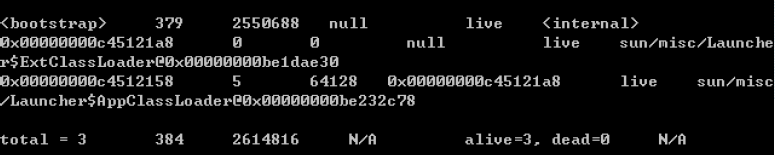 <bootstrap> 379 2550688 null live <internal>
0x00000000c45121a8 0 0 null live sun/misc/Launche
r$ExtClassLoader@0x00000000be1dae30
0x00000000c4512158 5 64128 0x00000000c45121a8 live sun/misc
/Launcher$AppClassLoader@0x00000000be232c78
total = 3 384 2614816 N/A alive=3, dead=0 N/A